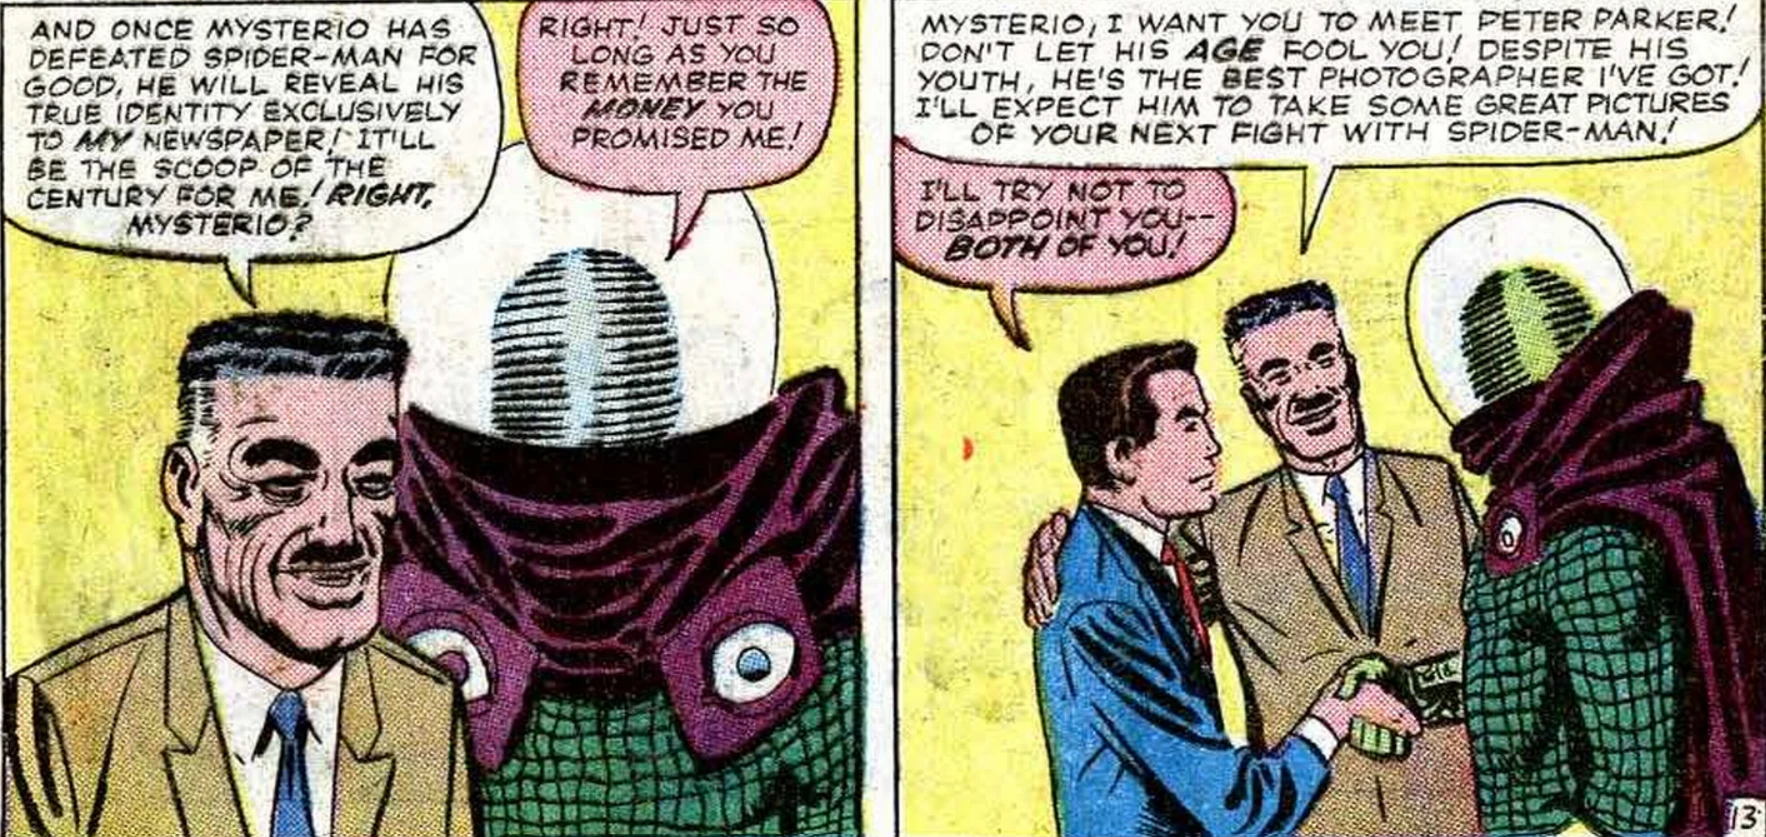 AND ONCE MYSTERIO HAS
DEFEATED SPIDER-MAN FOR
GOOD, HE WILL REVEAL HIS
TRUE IDENTITY EXCLUSIVELY
TO MY NEWSPAPER! IT'LL
BE THE SCOOP OF THE
CENTURY FOR ME! RIGHT,
MYSTERIO?
RIGHT! JUST SO
LONG AS YOU
REMEMBER THE
MONEY YOU
PROMISED ME!
MYSTERIO, I WANT YOU TO MEET PETER PARKER!
DON'T LET HIS AGE FOOL YOU! DESPITE HIS
YOUTH, HE'S THE BEST PHOTOGRAPHER I'VE GOT!
I'LL EXPECT HIM TO TAKE SOME GREAT PICTURES
OF YOUR NEXT FIGHT WITH SPIDER-MAN!
I'LL TRY NOT TO
DISAPPOINT YOU--
BOTH OF YOU!
13